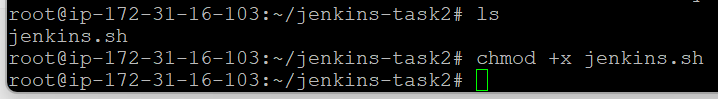 root@ip-172-31-16-103:~/jenkins-task2# ls
jenkins.sh
root@ip-172-31-16-103:~/jenkins-task2# chmod +x jenkins.sh
root@ip-172-31-16-103:~/jenkins-task2#